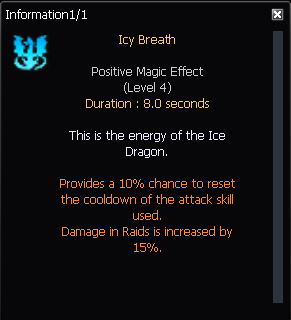 Information1/1
Icy Breath
Positive Magic Effect
(Level 4)
Duration : 8.0 seconds
This is the energy of the Ice
Dragon.
Provides a 10% chance to reset
the cooldown of the attack skill
used.
Damage in Raids is increased by
15%.